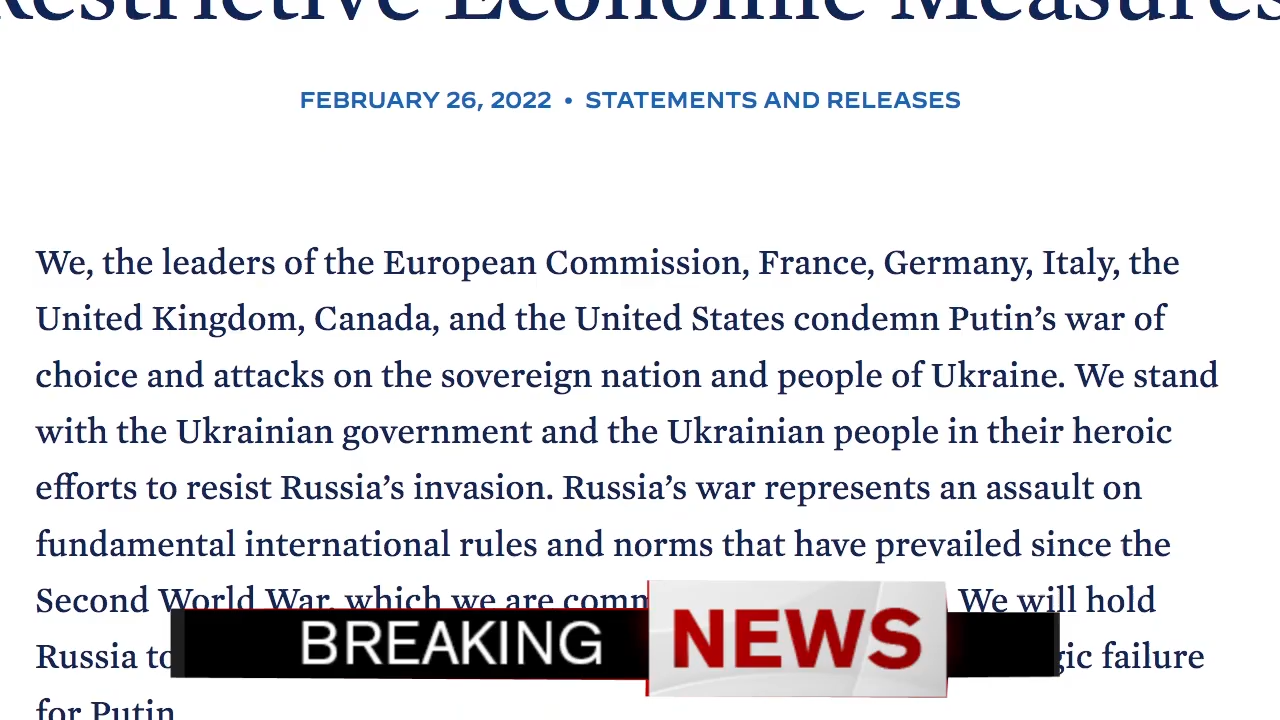 Restrictive Economic Measures
FEBRUARY 26, 2022 • STATEMENTS AND RELEASES
We, the leaders of the European Commission, France, Germany, Italy, the
United Kingdom, Canada, and the United States condemn Putin’s war of
choice and attacks on the sovereign nation and people of Ukraine. We stand
with the Ukrainian government and the Ukrainian people in their heroic
efforts to resist Russia’s invasion. Russia’s war represents an assault on
fundamental international rules and norms that have prevailed since the
Second World War, which we are We will hold
Russia to failure
for Putin
BREAKING NEWS